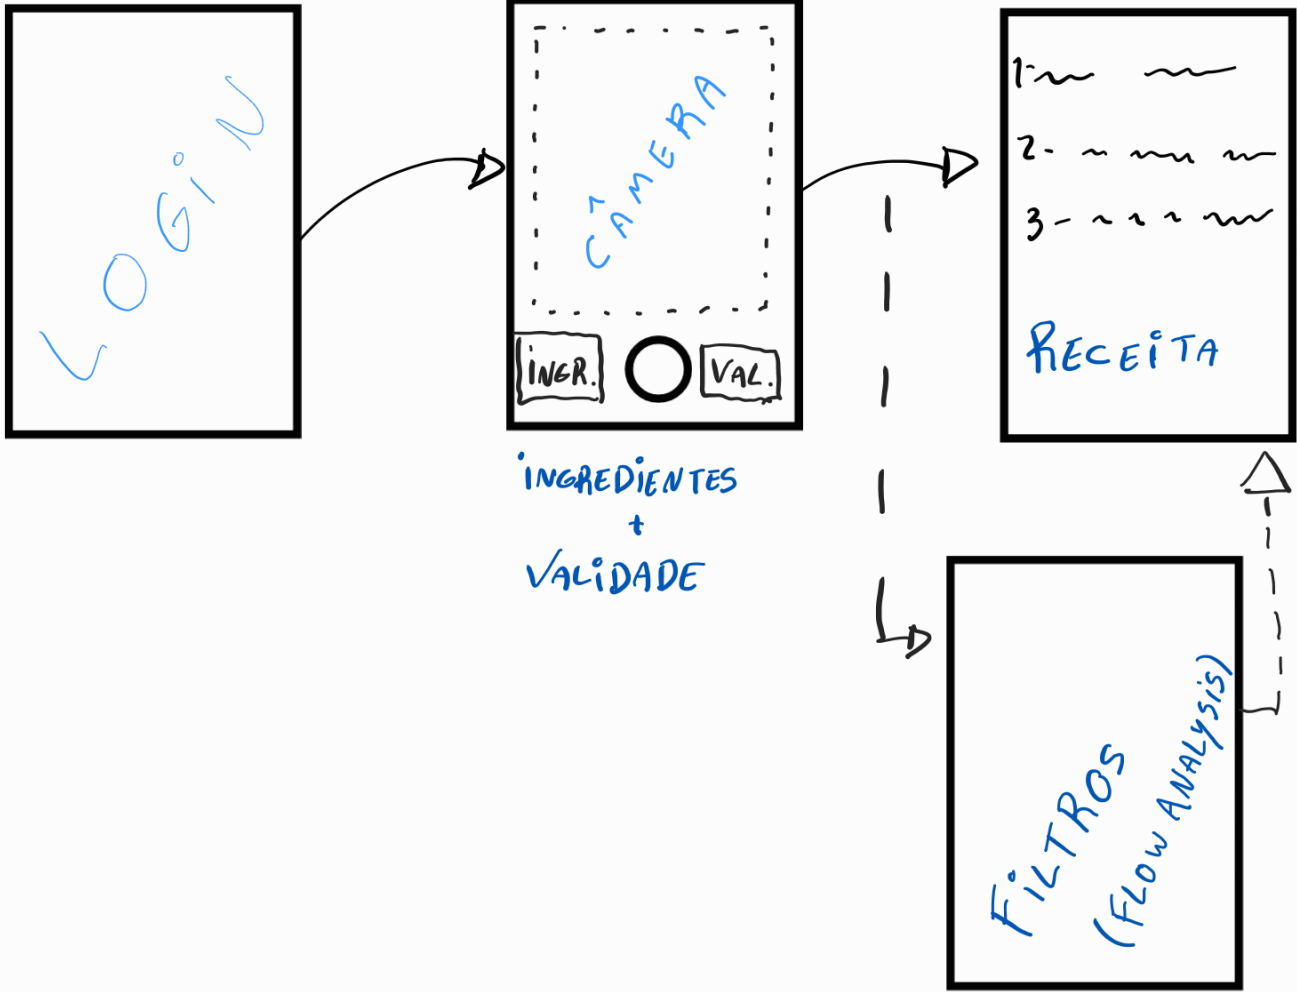 LOGIN
CÂMERA
INGR.
VAL.
INGREDIENTES
+
VALIDADE
1-
2-
3-
RECEITA
FILTROS
(FLOW ANALYSIS)